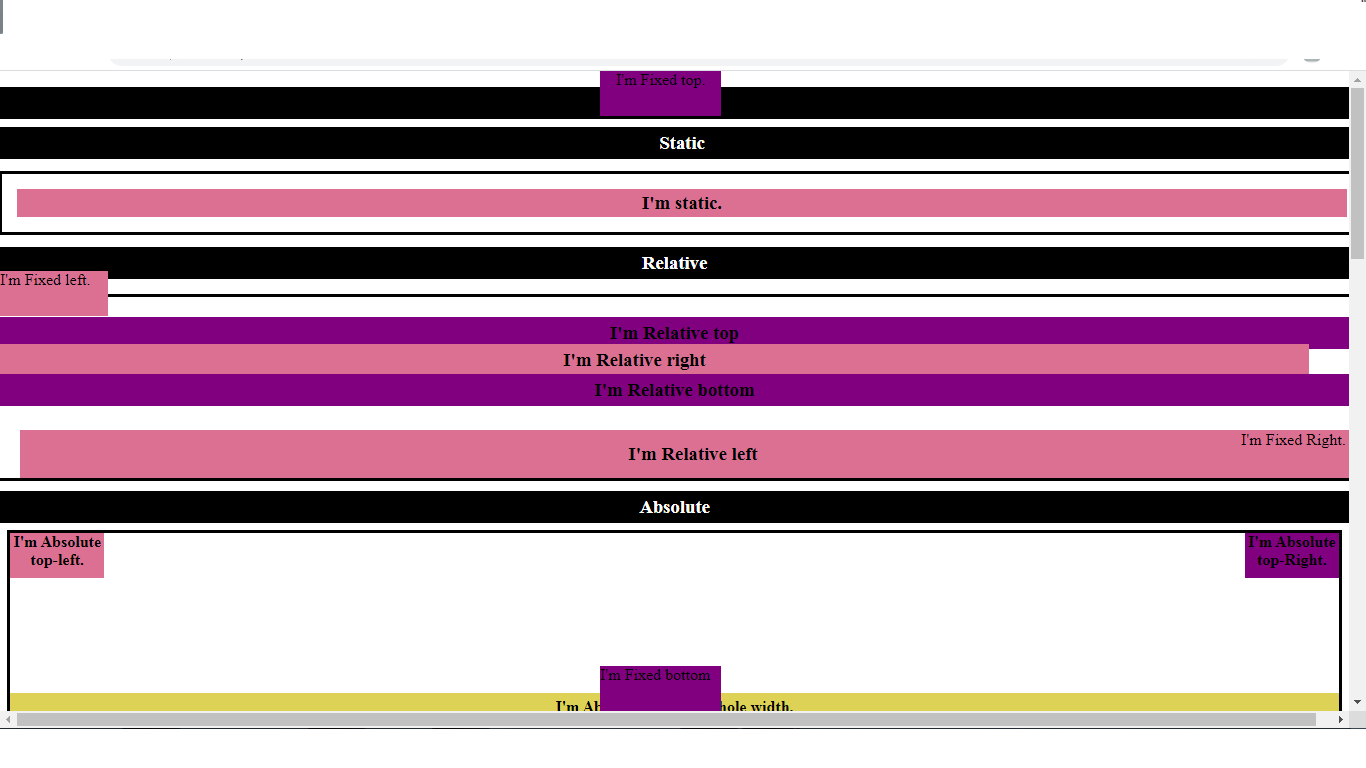 I'm Fixed top
Static
I'm static.
Relative
I'm Fixed left.
I'm Relative top
I'm Relative right
I'm Relative bottom
I'm Relative left
I'm Fixed Right.
Absolute
I'm Absolute
top-left.
I'm Absolute
top-Right.
I'm Fixed bottom
I'm Ab
hole width.